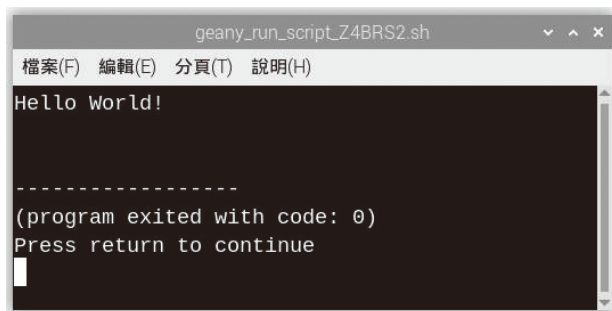 geany_run_script_Z4BRS2.sh
檔案(F) 編輯(E) 分頁(T) 說明(H)
Hello World!
------------------
(program exited with code: 0)
Press return to continue